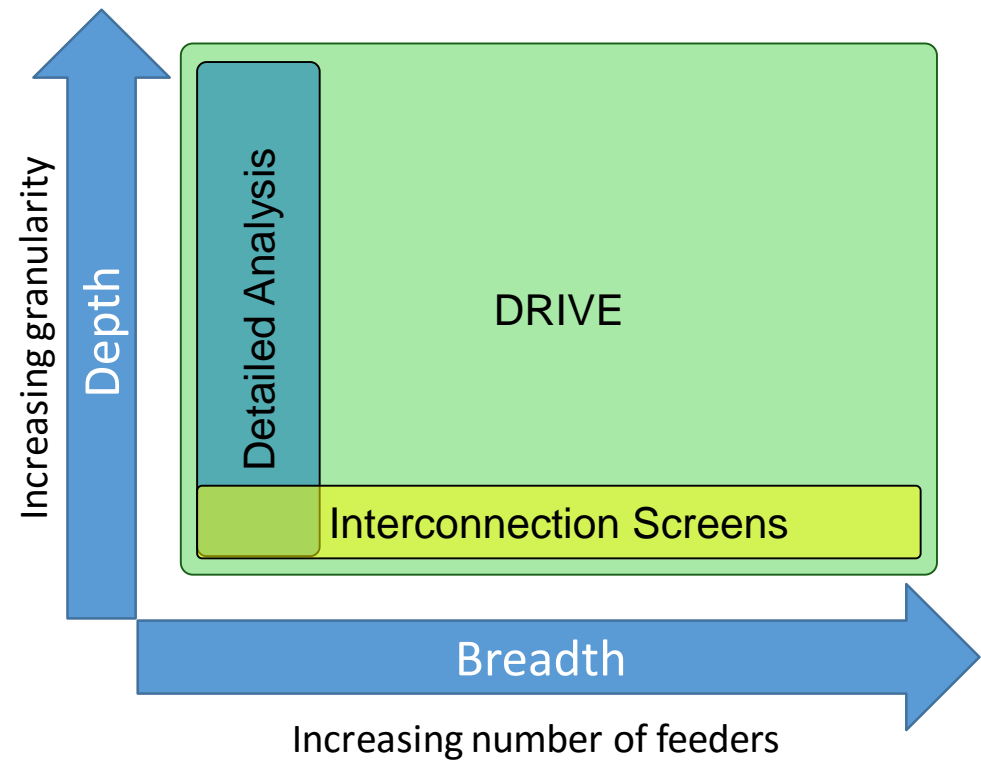 Increasing granularity
Depth
Detailed Analysis
DRIVE
Interconnection Screens
Breadth
Increasing number of feeders